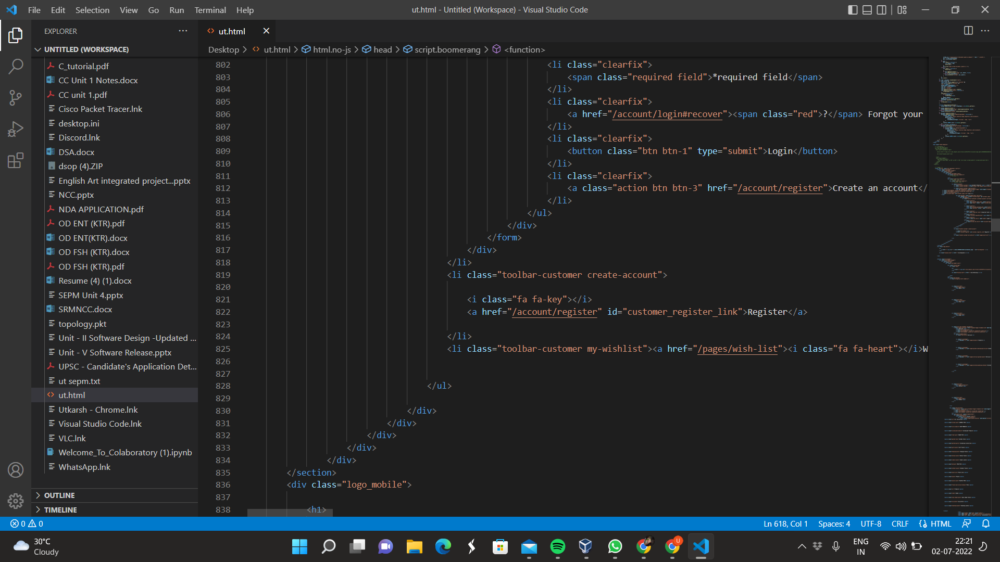 File Edit Selection View Go Run Terminal Help
ut.html - Untitled (Workspace) - Visual Studio Code
EXPLORER
ut.html
UNTITLED (WORKSPACE)
Desktop > ut.html > html.no-js > head > script.boomerang > <function>
C_tutorial.pdf
CC Unit 1 Notes.docx
CC unit 1.pdf
Cisco Packet Tracer.lnk
desktop.ini
Discord.lnk
DSA.docx
dsop (4).ZIP
English Art integrated project...pptx
NCC.pptx
NDA APPLICATION.pdf
OD ENT (KTR).pdf
OD ENT(KTR).docx
OD FSH (KTR).docx
OD FSH (KTR).pdf
Resume (4) (1).docx
SEPM Unit 4.pptx
SRMNCC.docx
topology.pkt
Unit - II Software Design -Updated ...
Unit - V Software Release.pptx
UPSC - Candidate's Application Det...
ut sepm.txt
ut.html
Utkarsh - Chrome.lnk
Visual Studio Code.lnk
VLC.lnk
Welcome_To_Colaboratory (1).ipynb
WhatsApp.lnk
OUTLINE
TIMELINE
802 <li class="clearfix">
803 <span class="required field">*required field</span>
804 </li>
805 <li class="clearfix">
806 <a href="/account/login#recover"><span class="red">?</span> Forgot your
807 </li>
808 <li class="clearfix">
809 <button class="btn btn-1" type="submit">Login</button>
810 </li>
811 <li class="clearfix">
812 <a class="action btn btn-3" href="/account/register">Create an account</
813 </li>
814 </ul>
815 </div>
816 </form>
817 </div>
818 </li>
819 <li class="toolbar-customer create-account">
820
821 <i class="fa fa-key"></i>
822 <a href="/account/register" id="customer_register_link">Register</a>
823
824 </li>
825 <li class="toolbar-customer my-wishlist"><a href="/pages/wish-list"><i class="fa fa-heart"></i>W
826
827
828 </ul>
829
830 </div>
831 </div>
832 </div>
833 </div>
834 </div>
835 </section>
836 <div class="logo_mobile">
837
838 <h1>
0 0
Ln 618, Col 1 Spaces: 4 UTF-8 CRLF HTML
30°C
Cloudy
U
ENG
IN
22:21
02-07-2022